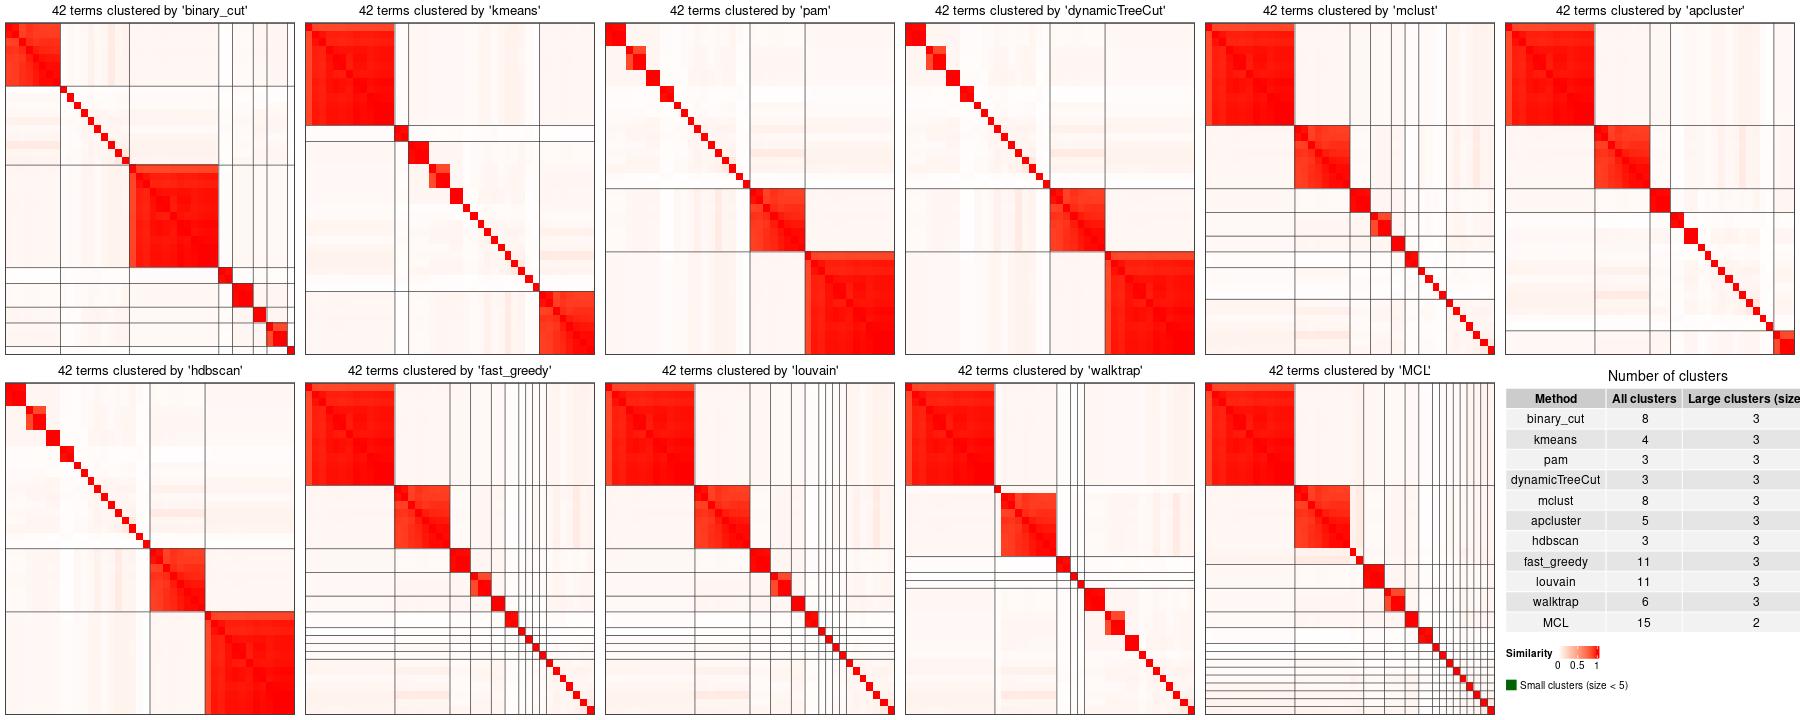 42 terms clustered by 'binary_cut'
42 terms clustered by 'kmeans'
42 terms clustered by 'pam'
42 terms clustered by 'dynamicTreeCut'
42 terms clustered by 'mclust'
42 terms clustered by 'apcluster'
42 terms clustered by 'hdbscan'
42 terms clustered by 'fast_greedy'
42 terms clustered by 'louvain'
42 terms clustered by 'walktrap'
42 terms clustered by 'MCL'
Number of clusters
Method All clusters Large clusters (size
binary_cut 8 3
kmeans 4 3
pam 3 3
dynamicTreeCut 3 3
mclust 8 3
apcluster 5 3
hdbscan 3 3
fast_greedy 11 3
louvain 11 3
walktrap 6 3
MCL 15 2
Similarity
0 0.5 1
Small clusters (size < 5)